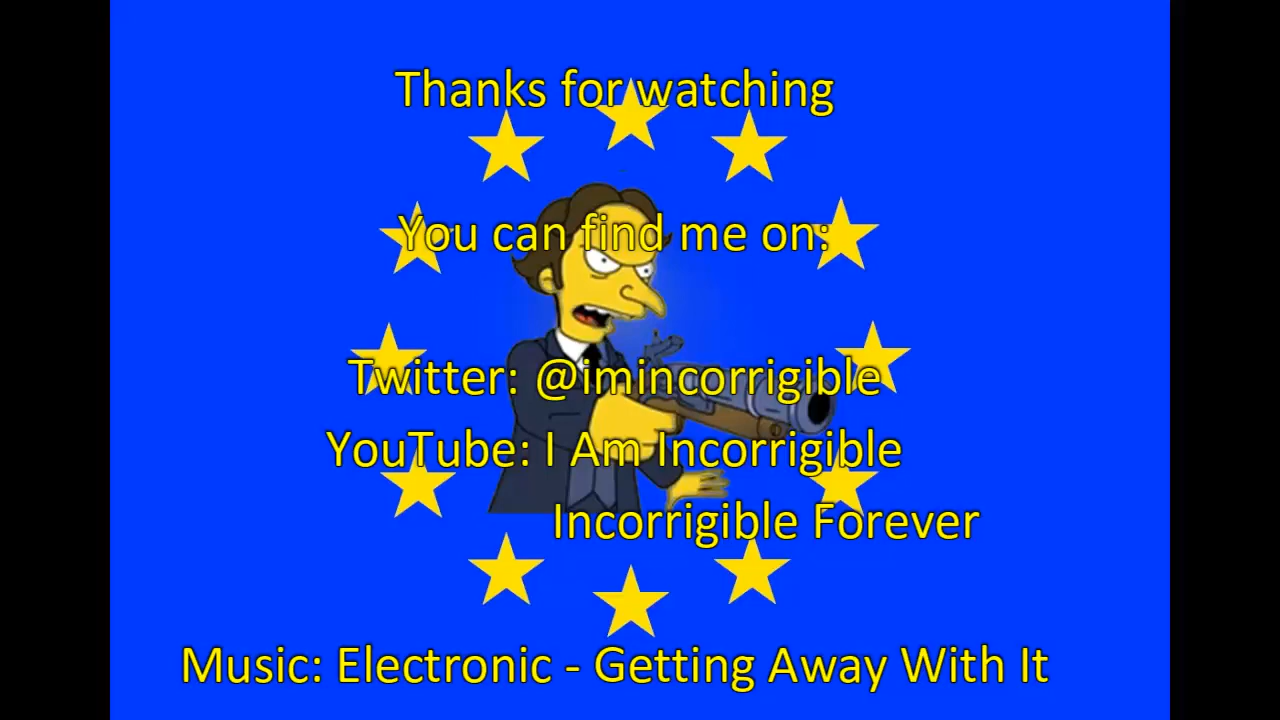 Thanks for watching
You can find me on:
Twitter: @imincorrigible
YouTube: I Am Incorrigible
Incorrigible Forever
Music: Electronic - Getting Away With It